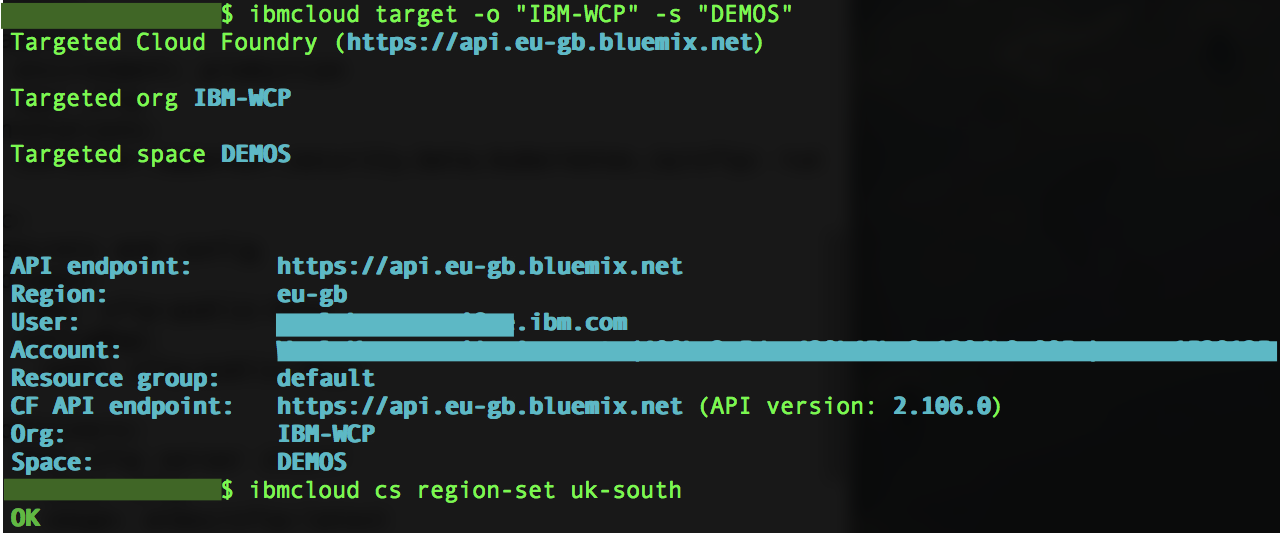 $ ibmcloud target -o "IBM-WCP" -s "DEMOS"
Targeted Cloud Foundry (https://api.eu-gb.bluemix.net)
Targeted org IBM-WCP
Targeted space DEMOS
API endpoint: https://api.eu-gb.bluemix.net
Region: eu-gb
User: .ibm.com
Account:
Resource group: default
CF API endpoint: https://api.eu-gb.bluemix.net (API version: 2.106.0)
Org: IBM-WCP
Space: DEMOS
$ ibmcloud cs region-set uk-south
OK